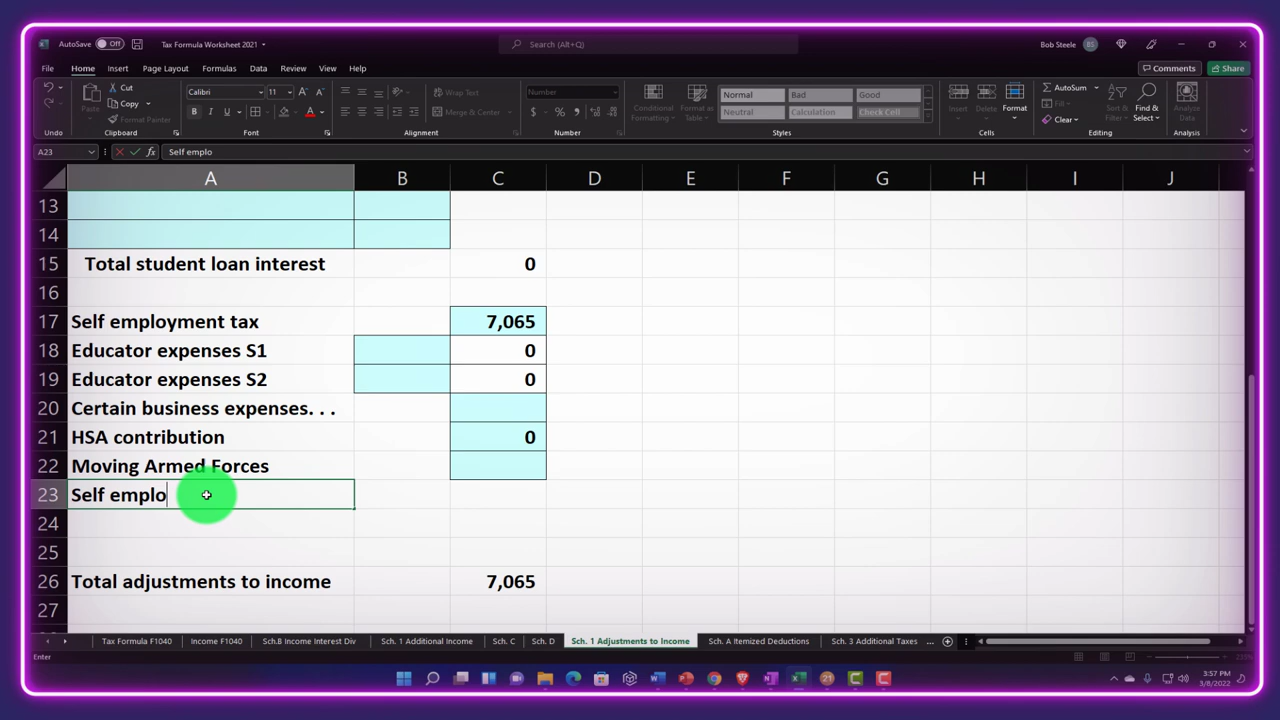 AutoSave Off Tax Formula Worksheet 2021 Search (Alt+Q) Bob Steele BS
File Home Insert Page Layout Formulas Data Review View Help Comments Share
Cut Calibri 11 Wrap Text Number Normal Bad Good AutoSum
Copy Fill
Paste Format Painter B I U Merge & Center $ % Conditional Formatting Format as Table Neutral Calculation Check Cell Insert Delete Format Clear Sort & Filter Find & Select Analyze Data
Undo Clipboard Font Alignment Number Styles Cells Editing Analysis
A23 fx Self emplo
A B C D E F G H I J
13
14
15 Total student loan interest 0
16
17 Self employment tax 7,065
18 Educator expenses S1 0
19 Educator expenses S2 0
20 Certain business expenses. . .
21 HSA contribution 0
22 Moving Armed Forces
23 Self emplo
24
25
26 Total adjustments to income 7,065
27
Tax Formula F1040 Income F1040 Sch.B Income Interest Div Sch. 1 Additional Income Sch. C Sch. D Sch. 1 Adjustments to Income Sch. A Itemized Deductions Sch. 3 Additional Taxes ...
Enter
3:57 PM
3/8/2022